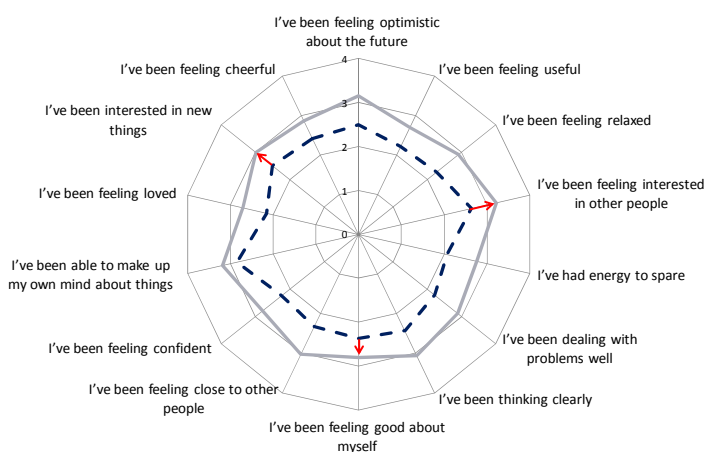 I've been feeling optimistic
about the future
I've been feeling useful
I've been feeling relaxed
I've been feeling interested
in other people
I've had energy to spare
I've been dealing with
problems well
I've been thinking clearly
I've been feeling good about
myself
I've been feeling close to other
people
I've been feeling confident
I've been able to make up
my own mind about things
I've been feeling loved
I've been interested in new
things
I've been feeling cheerful
4
3
2
1
0